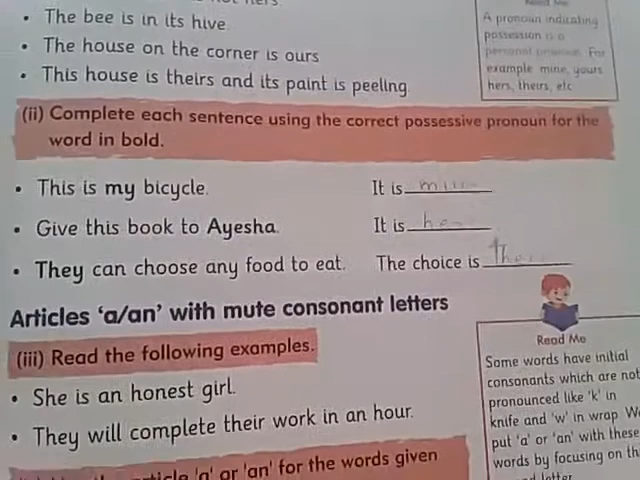 • The bee is in its hive.
• The house on the corner is ours
• This house is theirs and its paint is peeling
Read Me
A pronoun indicating
possession is a
personal pronoun. For
example mine, yours
hers, theirs, etc
(ii) Complete each sentence using the correct possessive pronoun for the
word in bold.
• This is my bicycle. It is
• Give this book to Ayesha. It is
• They can choose any food to eat. The choice is
Articles 'a/an' with mute consonant letters
(iii) Read the following examples.
• She is an honest girl.
• They will complete their work in an hour.
Read Me
Some words have initial
consonants which are not
pronounced like 'k' in
knife and 'w' in wrap. We
put 'a' or 'an' with these
words by focusing on
letter
article 'a' or 'an' for the words given